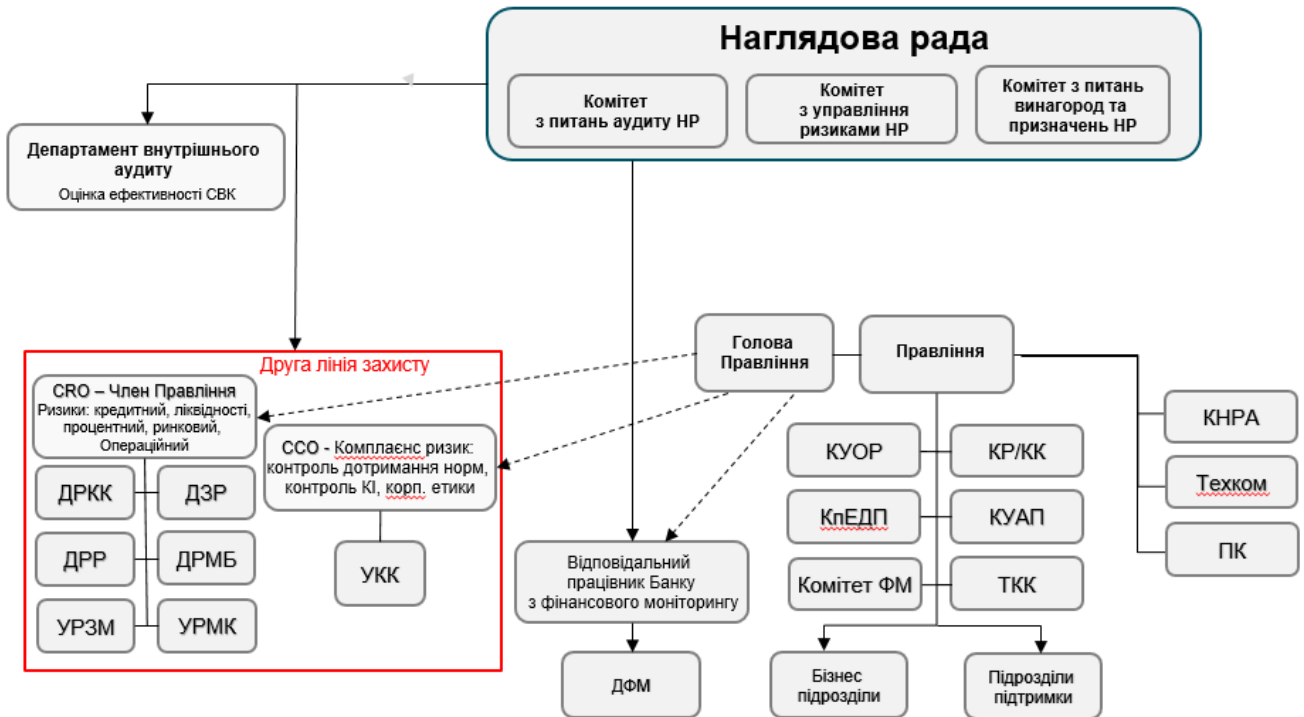 Наглядова рада
Комітет
з питань аудиту НР
Комітет
з управління
ризиками НР
Комітет з питань
винагород та
призначень НР
Департамент внутрішнього
аудиту
Оцінка ефективності СВК
Друга лінія захисту
CRO – Член Правління
Ризики: кредитний, ліквідності,
процентний, ринковий,
Операційний
ДРКК
ДЗР
ДРР
ДРМБ
УРЗМ
УРМК
ССО - Комплаєнс ризик:
контроль дотримання норм,
контроль КІ, корп. етики
УКК
Голова
Правління
Правління
Відповідальний
працівник Банку
з фінансового моніторингу
ДФМ
КУОР
КР/КК
КпЕДП
КУАП
Комітет ФМ
ТКК
Бізнес
підрозділи
Підрозділи
підтримки
КНРА
Техком
ПК